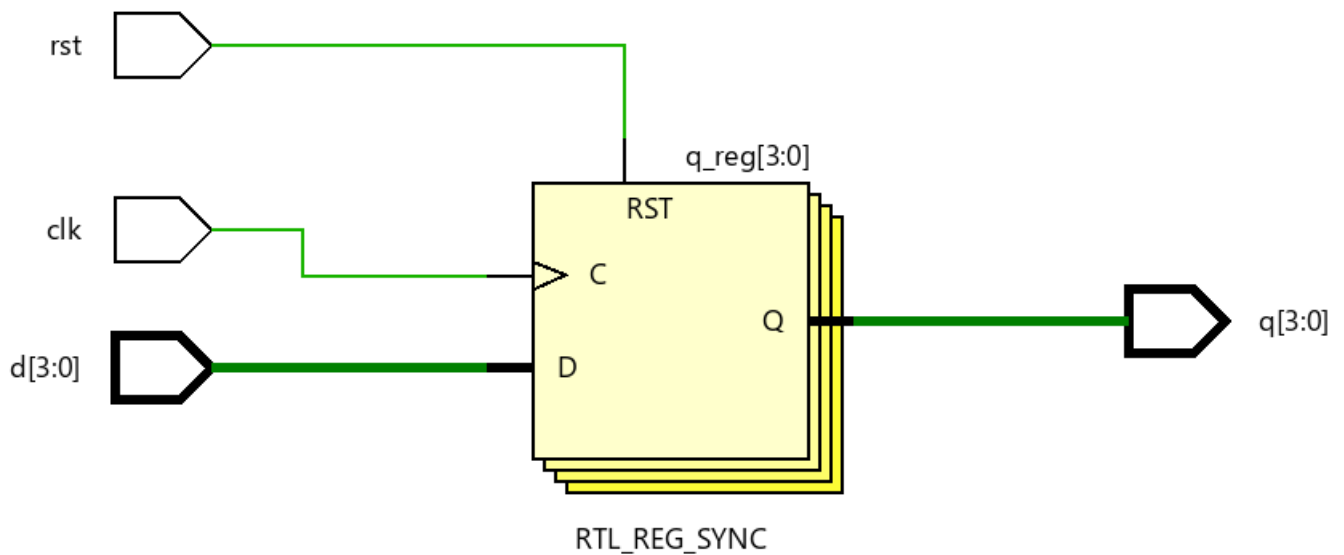 rst
q_reg[3:0]
RST
clk
C
Q
q[3:0]
d[3:0]
D
RTL_REG_SYNC